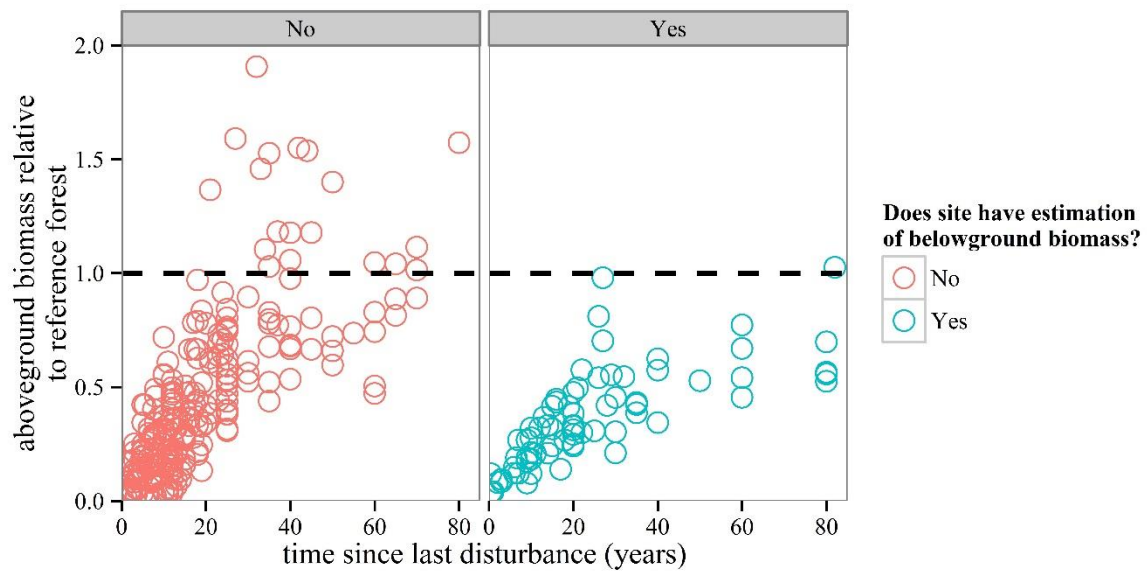 No
Yes
2.0
1.5
1.0
0.5
0.0
aboveground biomass relative
to reference forest
0 20 40 60 80
0 20 40 60 80
time since last disturbance (years)
Does site have estimation
of belowground biomass?
No
Yes